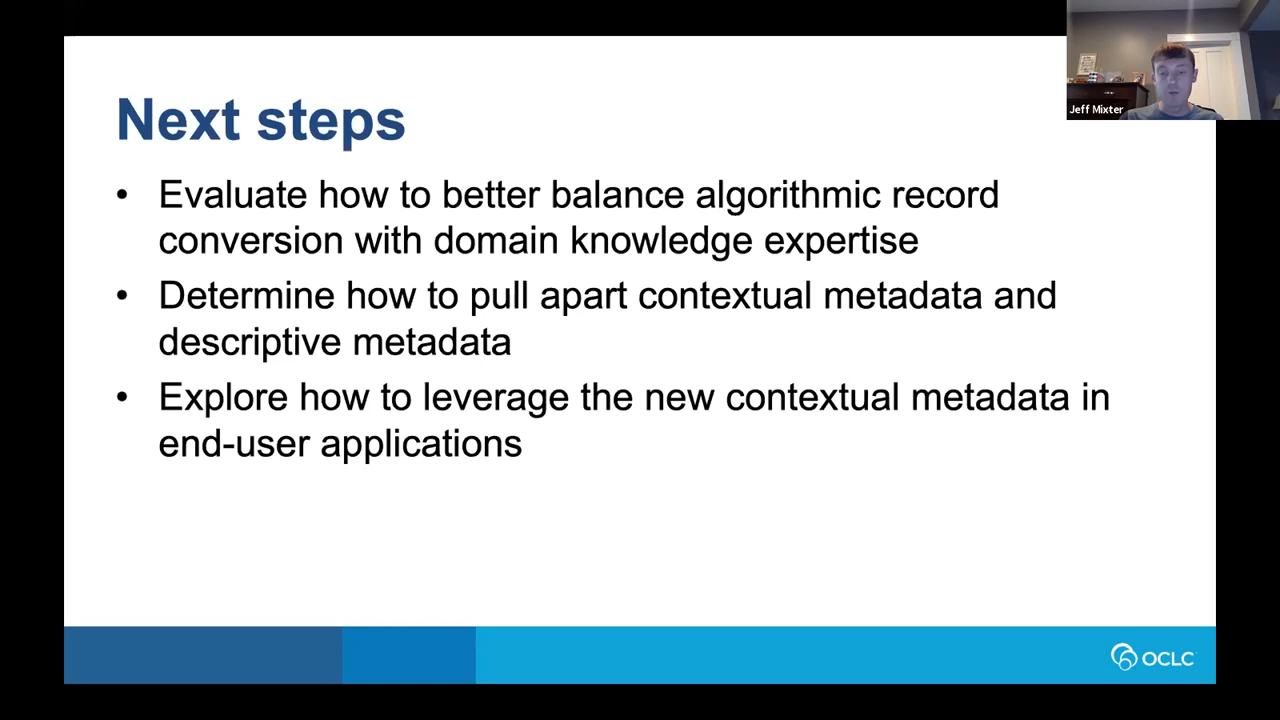 Jeff Mixter
Next steps
• Evaluate how to better balance algorithmic record
conversion with domain knowledge expertise
• Determine how to pull apart contextual metadata and
descriptive metadata
• Explore how to leverage the new contextual metadata in
end-user applications
OCLC